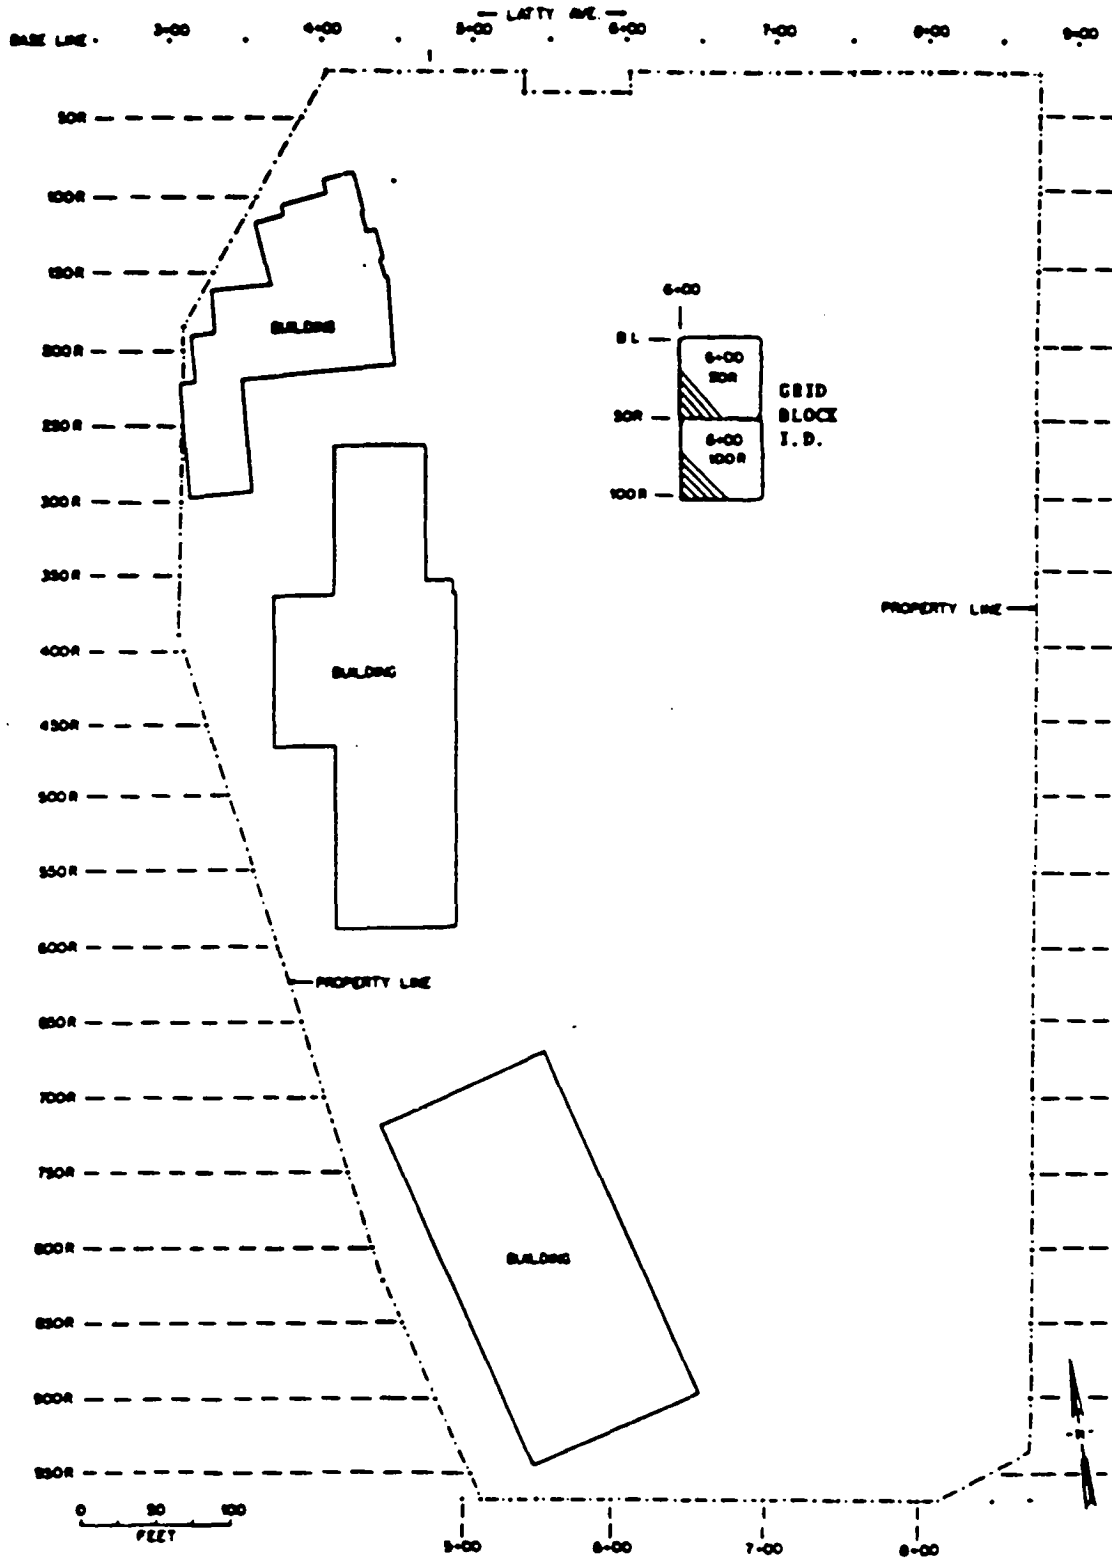 LATTY AVE.
BASE LINE 3+00 4+00 5+00 6+00 7+00 8+00 9+00
50R
100R
150R
200R
250R
300R
350R
400R
450R
500R
550R
600R
650R
700R
750R
800R
850R
900R
950R
BUILDING
6+00
BL
6+00
50R
50R
6+00
100R
100R
GRID
BLOCK
I.D.
PROPERTY LINE
BUILDING
PROPERTY LINE
BUILDING
-N-
0 50 100
FEET
5+00 6+00 7+00 8+00